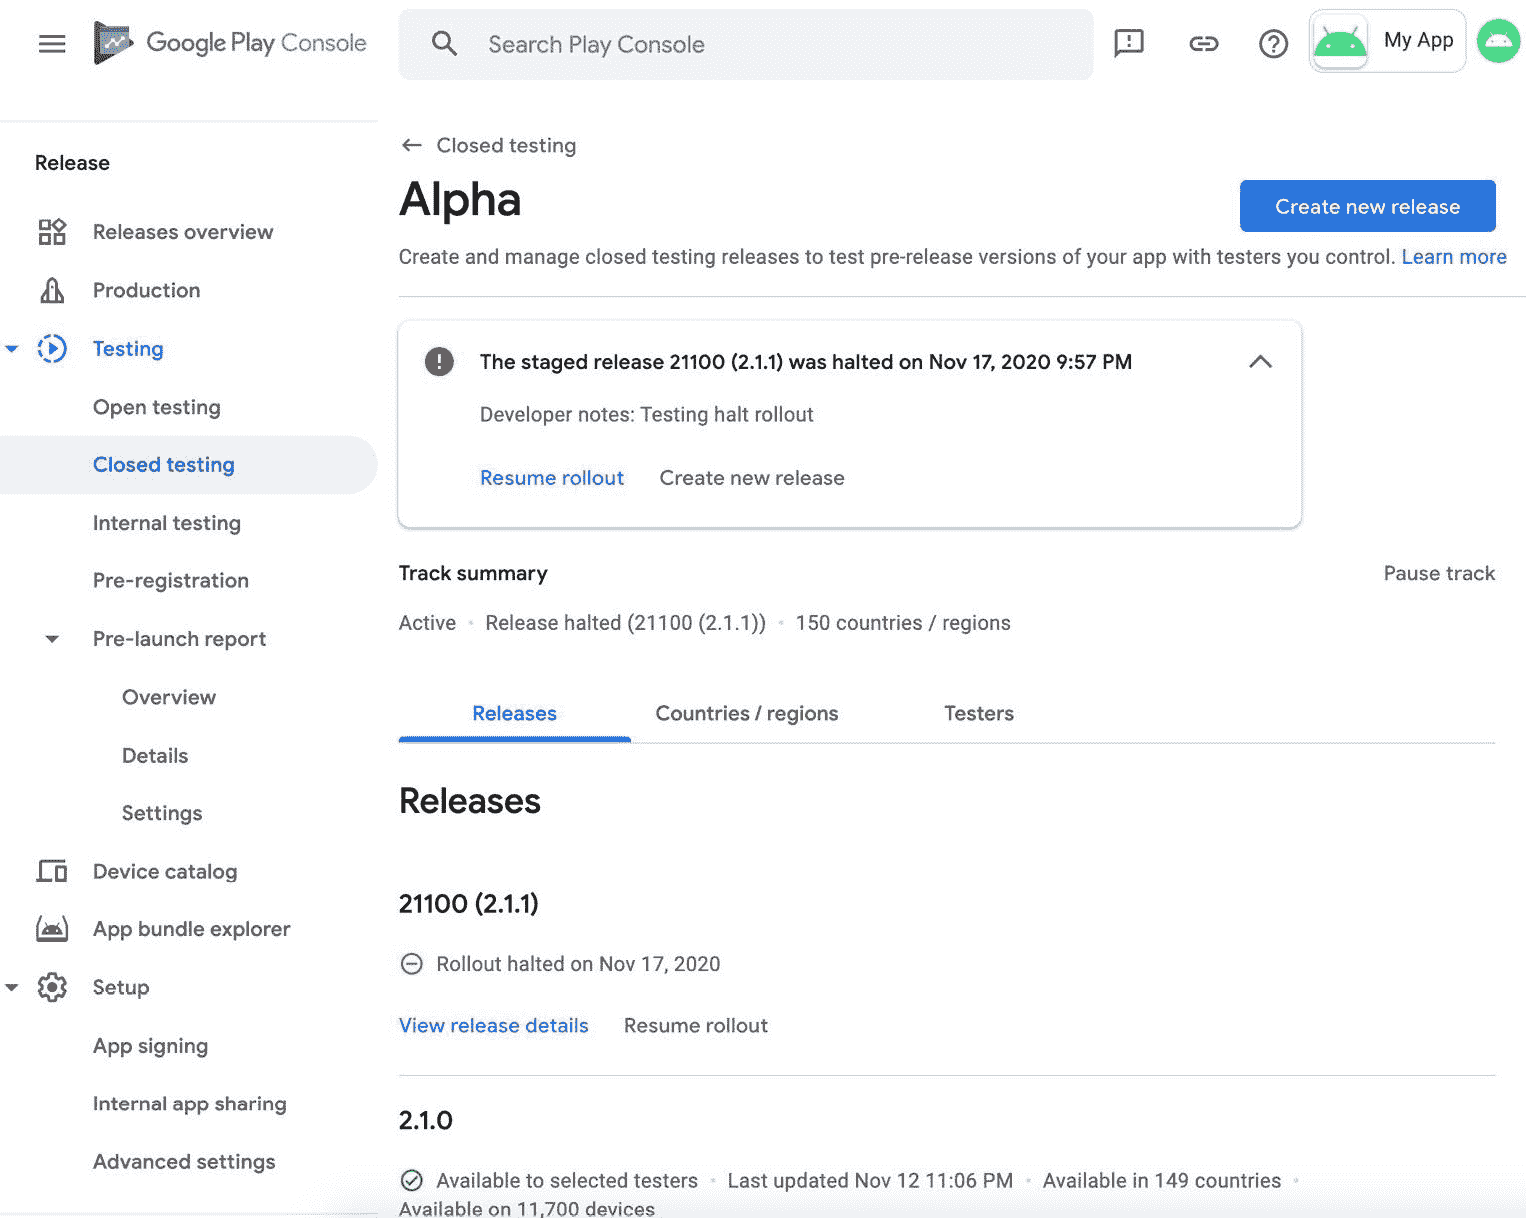 Google Play Console
Search Play Console
My App
Release
Releases overview
Production
Testing
Open testing
Closed testing
Internal testing
Pre-registration
Pre-launch report
Overview
Details
Settings
Device catalog
App bundle explorer
Setup
App signing
Internal app sharing
Advanced settings
Closed testing
Alpha
Create new release
Create and manage closed testing releases to test pre-release versions of your app with testers you control. Learn more
The staged release 21100 (2.1.1) was halted on Nov 17, 2020 9:57 PM
Developer notes: Testing halt rollout
Resume rollout Create new release
Track summary
Pause track
Active • Release halted (21100 (2.1.1)) • 150 countries / regions
Releases Countries / regions Testers
Releases
21100 (2.1.1)
Rollout halted on Nov 17, 2020
View release details Resume rollout
2.1.0
Available to selected testers • Last updated Nov 12 11:06 PM • Available in 149 countries •
Available on 11,700 devices